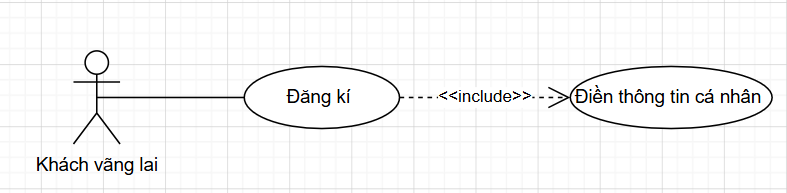 Đăng kí
<<include>>
Điền thông tin cá nhân
Khách vãng lai